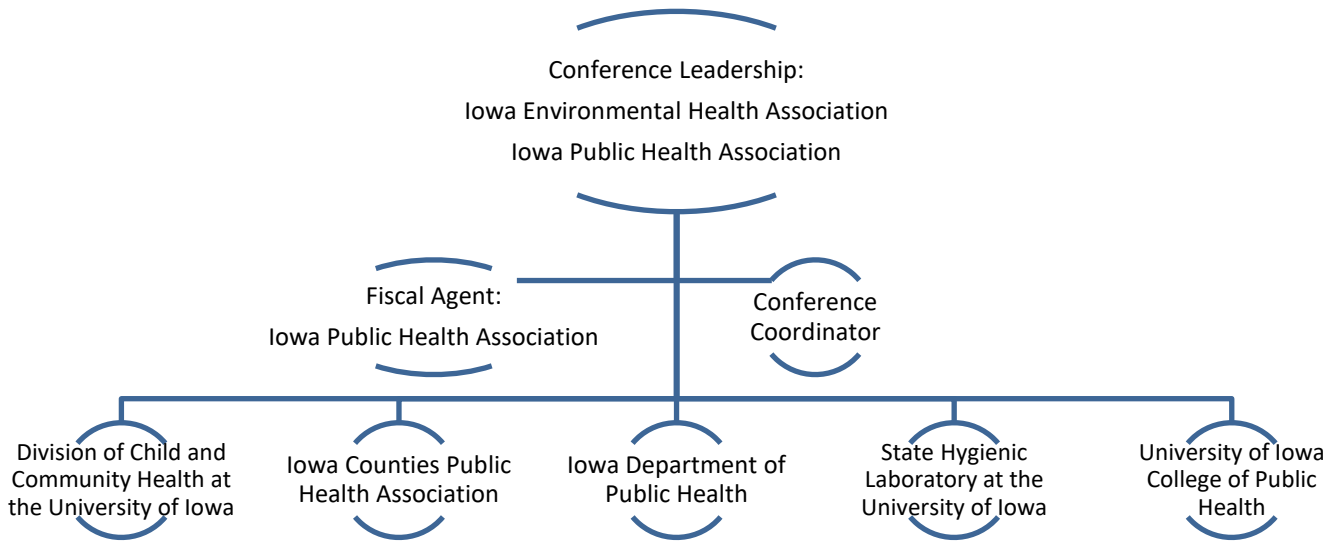 Conference Leadership:
Iowa Environmental Health Association
Iowa Public Health Association
Fiscal Agent:
Iowa Public Health Association
Conference
Coordinator
Division of Child and
Community Health at
the University of Iowa
Iowa Counties Public
Health Association
Iowa Department of
Public Health
State Hygienic
Laboratory at the
University of Iowa
University of Iowa
College of Public
Health